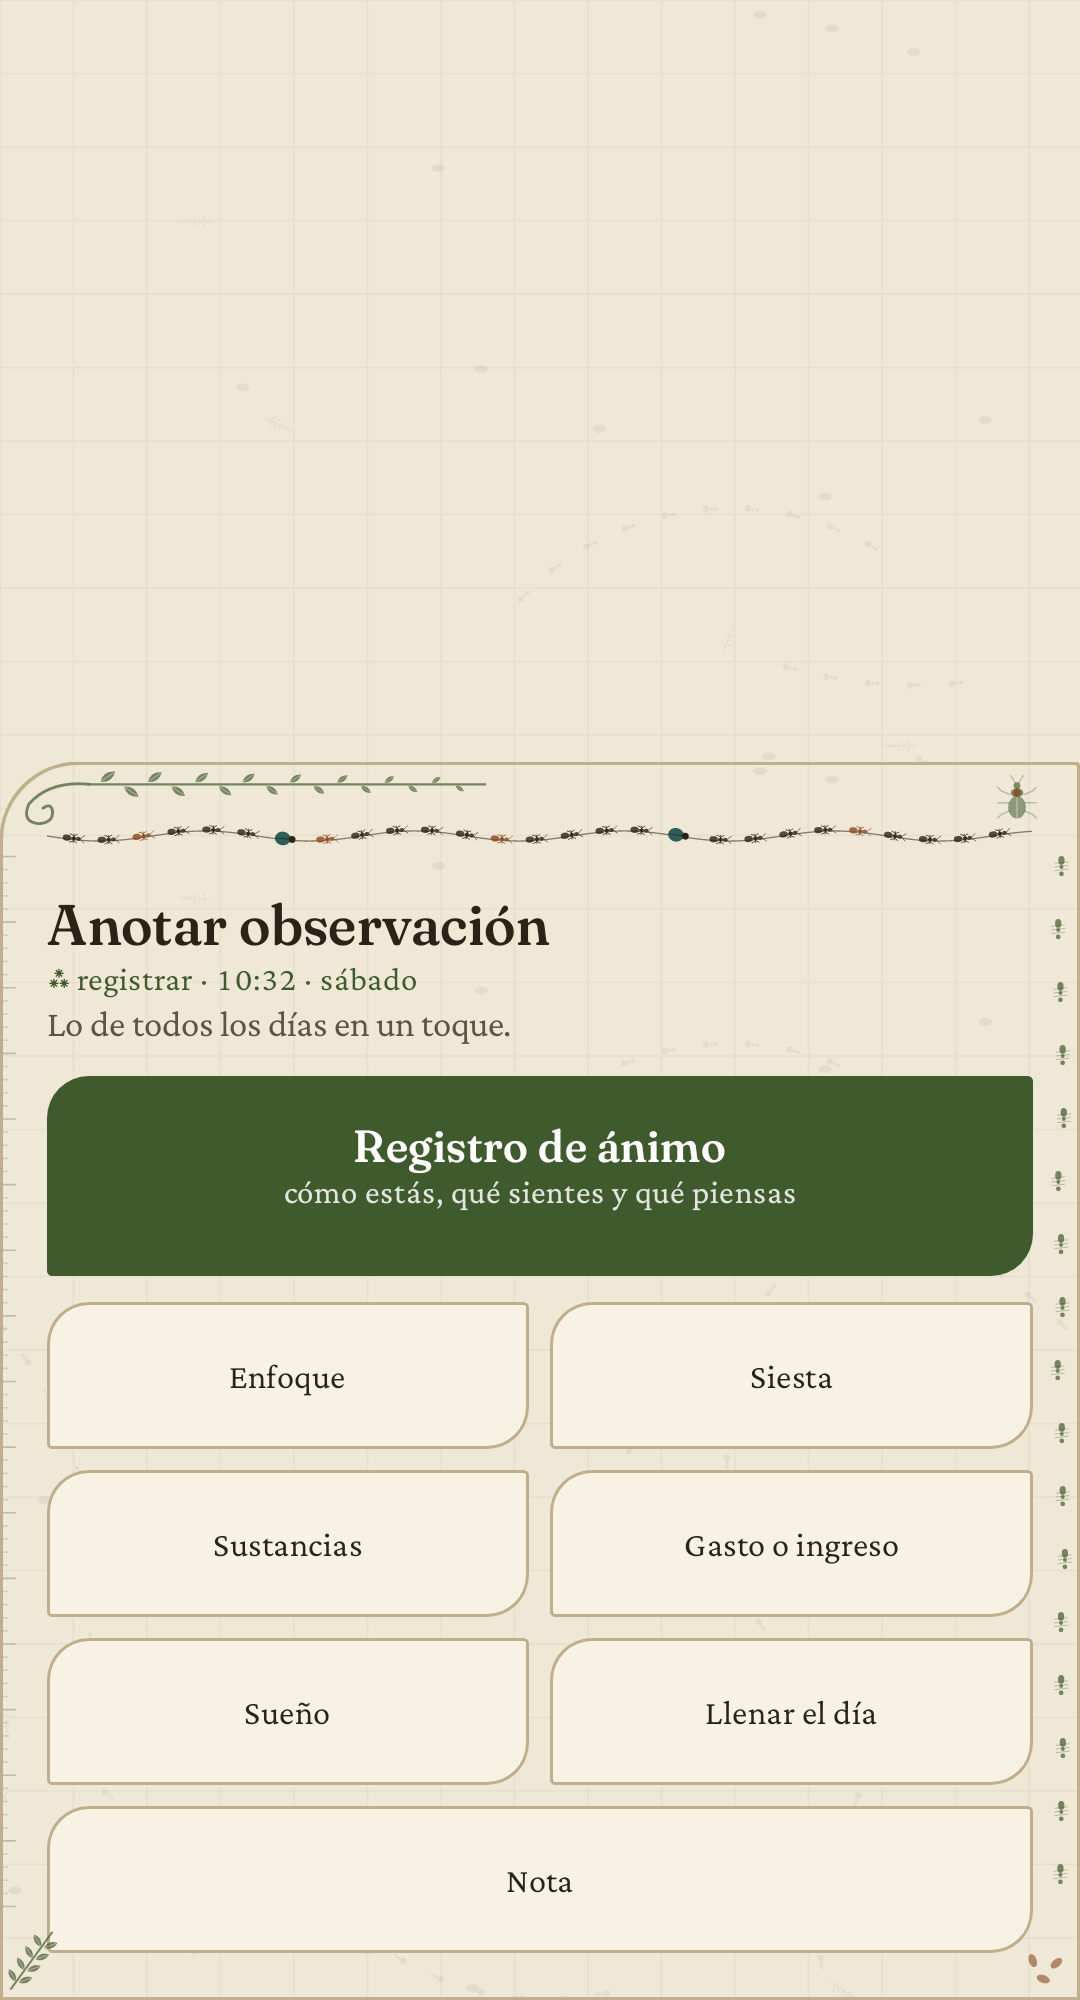 Anotar observación
⁂ registrar · 10:32 · sábado
Lo de todos los días en un toque.
Registro de ánimo
cómo estás, qué sientes y qué piensas
Enfoque
Siesta
Sustancias
Gasto o ingreso
Sueño
Llenar el día
Nota